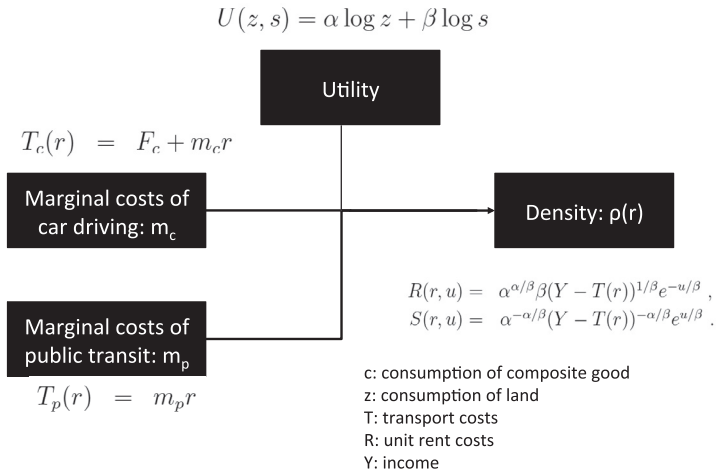 U(z, s) = α log z + β log s
Utility
T_c(r) = F_c + m_c r
Marginal costs of
car driving: m_c
Density: ρ(r)
R(r, u) = α^{α/β}β(Y − T(r))^{1/β}e^{−u/β} ,
S(r, u) = α^{−α/β}(Y − T(r))^{−α/β}e^{u/β} .
Marginal costs of
public transit: m_p
T_p(r) = m_p r
c: consumption of composite good
z: consumption of land
T: transport costs
R: unit rent costs
Y: income